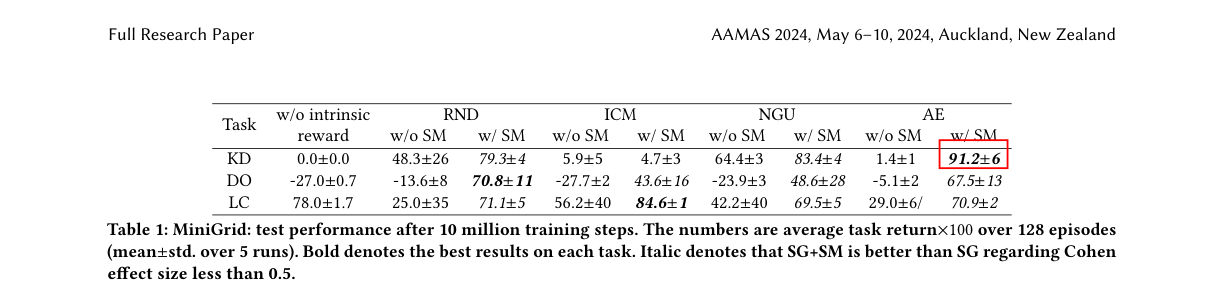 Full Research Paper AAMAS 2024, May 6–10, 2024, Auckland, New Zealand
Task w/o intrinsic reward RND ICM NGU AE
w/o SM w/ SM w/o SM w/ SM w/o SM w/ SM w/o SM w/ SM
KD 0.0±0.0 48.3±26 79.3±4 5.9±5 4.7±3 64.4±3 83.4±4 1.4±1 91.2±6
DO -27.0±0.7 -13.6±8 70.8±11 -27.7±2 43.6±16 -23.9±3 48.6±28 -5.1±2 67.5±13
LC 78.0±1.7 25.0±35 71.1±5 56.2±40 84.6±1 42.2±40 69.5±5 29.0±6/ 70.9±2
Table 1: MiniGrid: test performance after 10 million training steps. The numbers are average task return×100 over 128 episodes
(mean±std. over 5 runs). Bold denotes the best results on each task. Italic denotes that SG+SM is better than SG regarding Cohen
effect size less than 0.5.